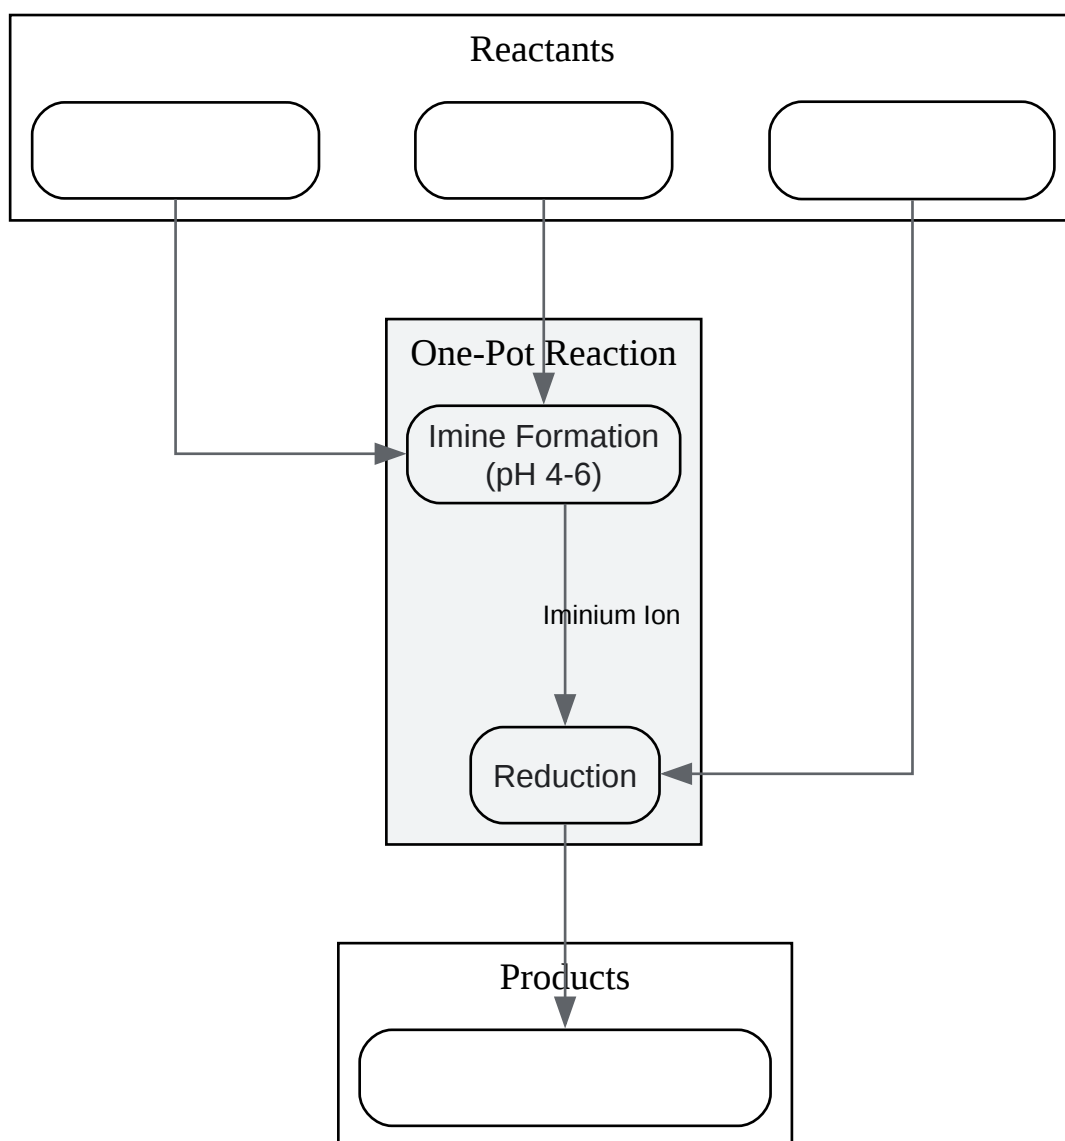 Reactants
One-Pot Reaction
Imine Formation
(pH 4-6)
Iminium Ion
Reduction
Products